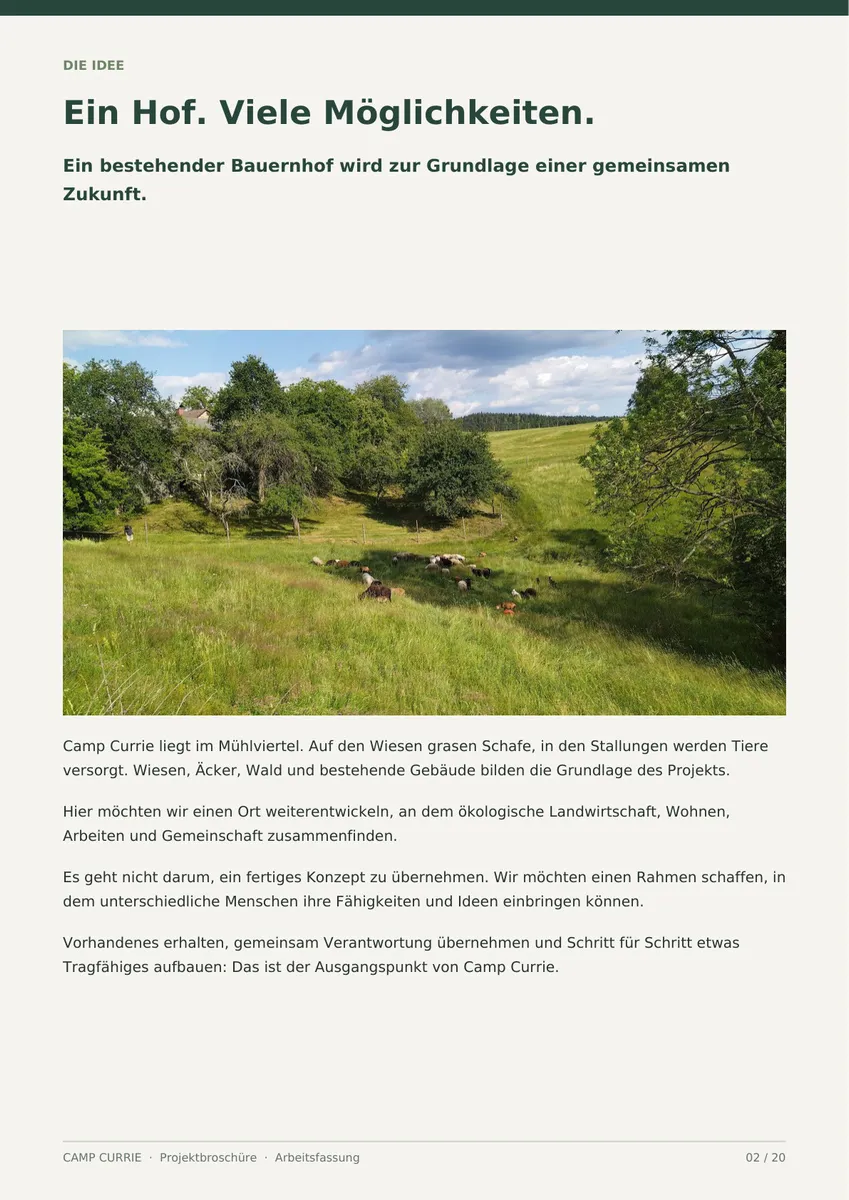 DIE IDEE
Ein Hof. Viele Möglichkeiten.
Ein bestehender Bauernhof wird zur Grundlage einer gemeinsamen
Zukunft.
Camp Currie liegt im Mühlviertel. Auf den Wiesen grasen Schafe, in den Stallungen werden Tiere
versorgt. Wiesen, Äcker, Wald und bestehende Gebäude bilden die Grundlage des Projekts.
Hier möchten wir einen Ort weiterentwickeln, an dem ökologische Landwirtschaft, Wohnen,
Arbeiten und Gemeinschaft zusammenfinden.
Es geht nicht darum, ein fertiges Konzept zu übernehmen. Wir möchten einen Rahmen schaffen, in
dem unterschiedliche Menschen ihre Fähigkeiten und Ideen einbringen können.
Vorhandenes erhalten, gemeinsam Verantwortung übernehmen und Schritt für Schritt etwas
Tragfähiges aufbauen: Das ist der Ausgangspunkt von Camp Currie.
CAMP CURRIE · Projektbroschüre · Arbeitsfassung 02 / 20